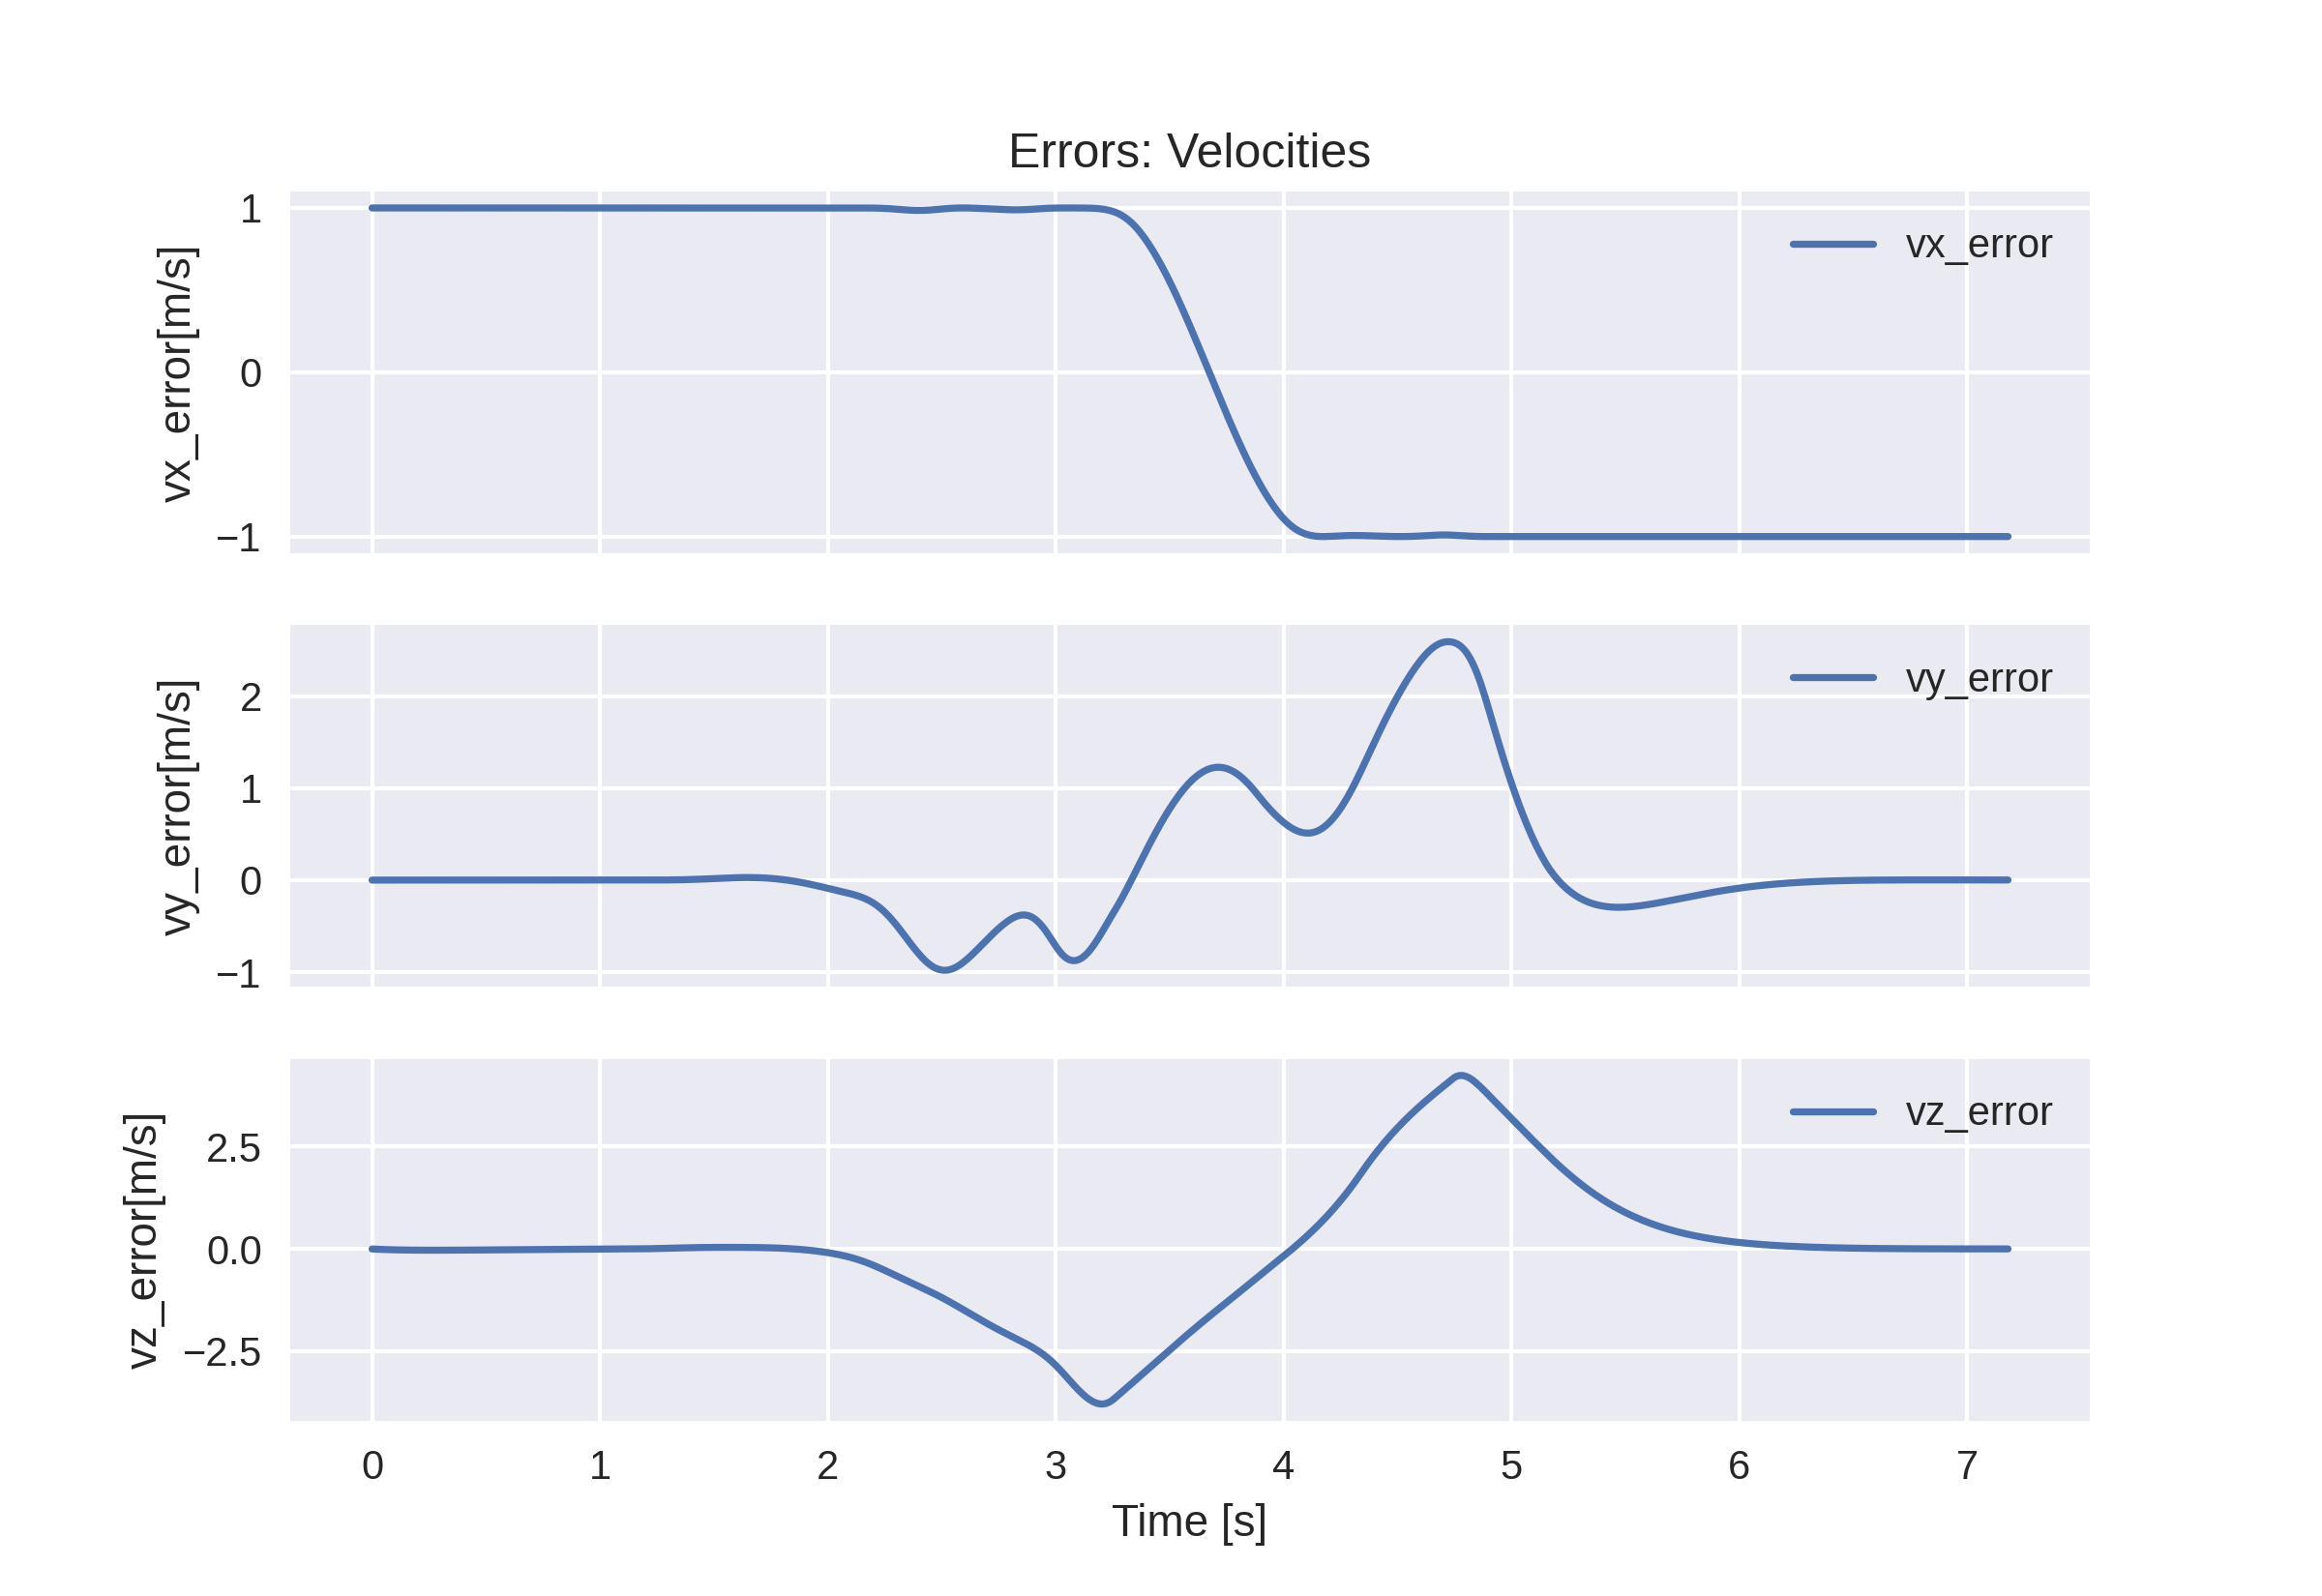 Errors: Velocities
vx_error[m/s]
1
0
−1
vx_error
vy_error[m/s]
2
1
0
−1
vy_error
vz_error[m/s]
2.5
0.0
−2.5
vz_error
0 1 2 3 4 5 6 7
Time [s]